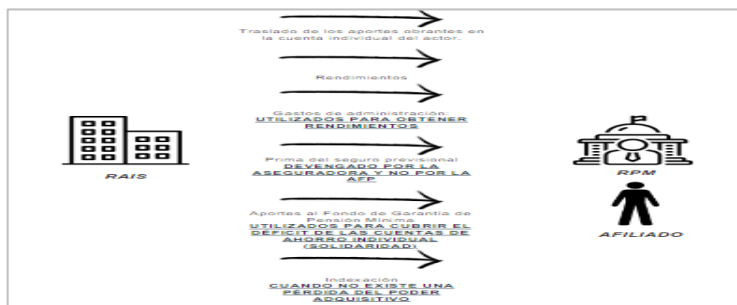 Traslado de los aportes obrantes en
la cuenta individual del actor.
Rendimientos
Gastos de administración:
UTILIZADOS PARA OBTENER
RENDIMIENTOS
Prima del seguro previsional
DEVENGADO POR LA
ASEGURADORA Y NO POR LA
AFP
Aportes al Fondo de Garantía de
Pensión Mínima
UTILIZADOS PARA CUBRIR EL
DÉFICIT DE LAS CUENTAS DE
AHORRO INDIVIDUAL
(SOLIDARIDAD)
Indexación
CUANDO NO EXISTE UNA
PÉRDIDA DEL PODER
ADQUISITIVO
RAIS
RPM
AFILIADO